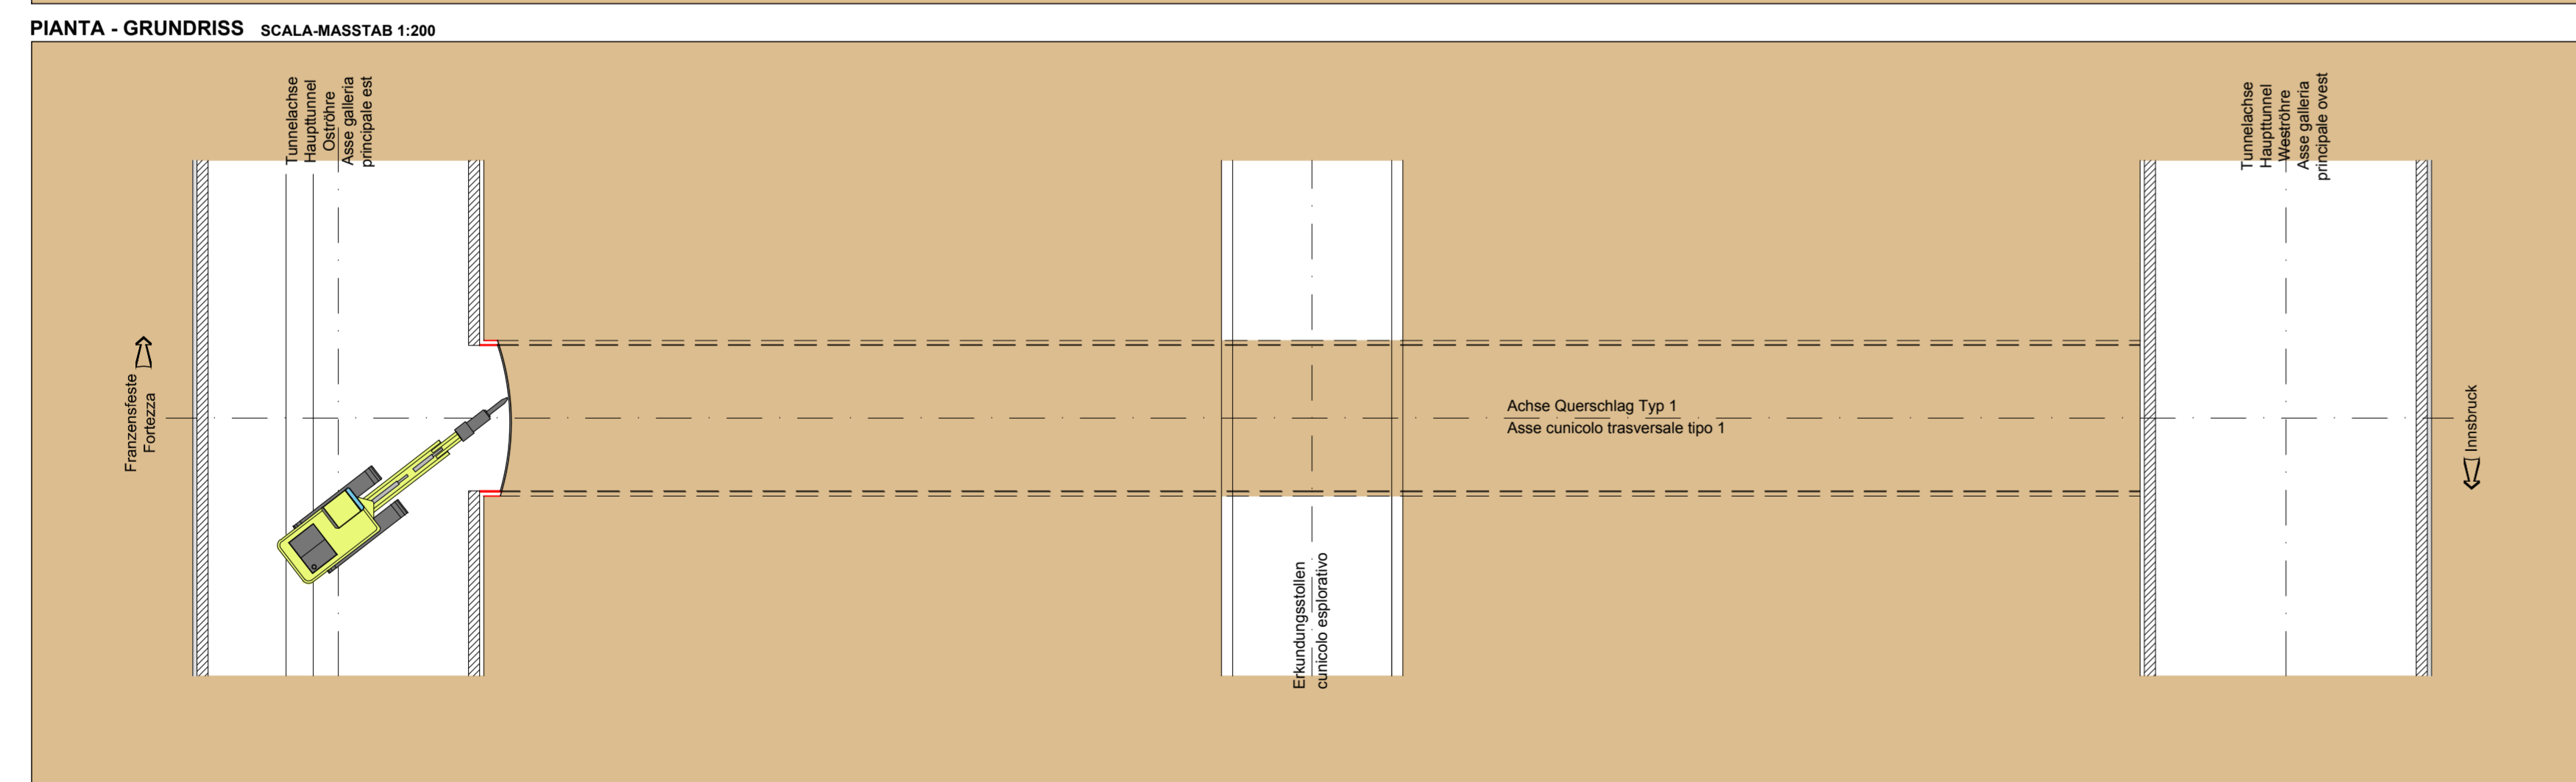 PIANTA - GRUNDRISS SCALA-MASSTAB 1:200
Tunnelachse
Haupttunnel
Oströhre
Asse galleria
principale est
Tunnelachse
Haupttunnel
Weströhre
Asse galleria
principale ovest
Franzensfeste
Fortezza
Achse Querschlag Typ 1
Asse cunicolo trasversale tipo 1
Innsbruck
Erkundungsstollen
cunicolo esplorativo